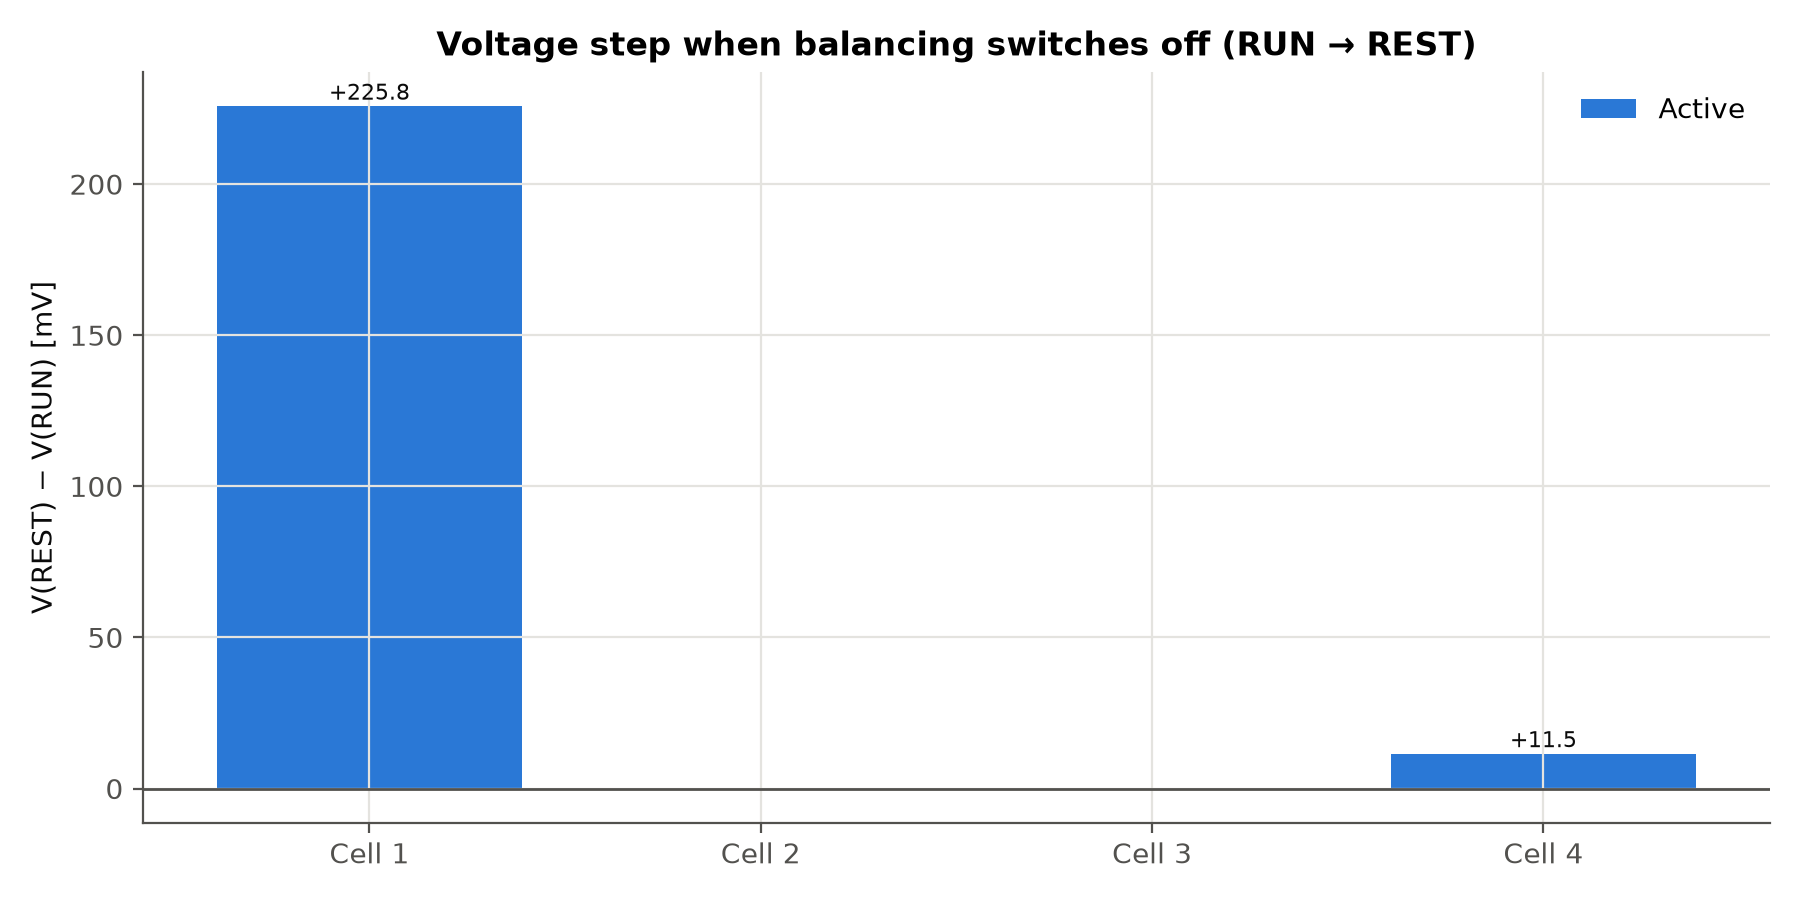 Voltage step when balancing switches off (RUN → REST)
+225.8
Active
200
150
100
50
0
V(REST) − V(RUN) [mV]
+11.5
Cell 1
Cell 2
Cell 3
Cell 4